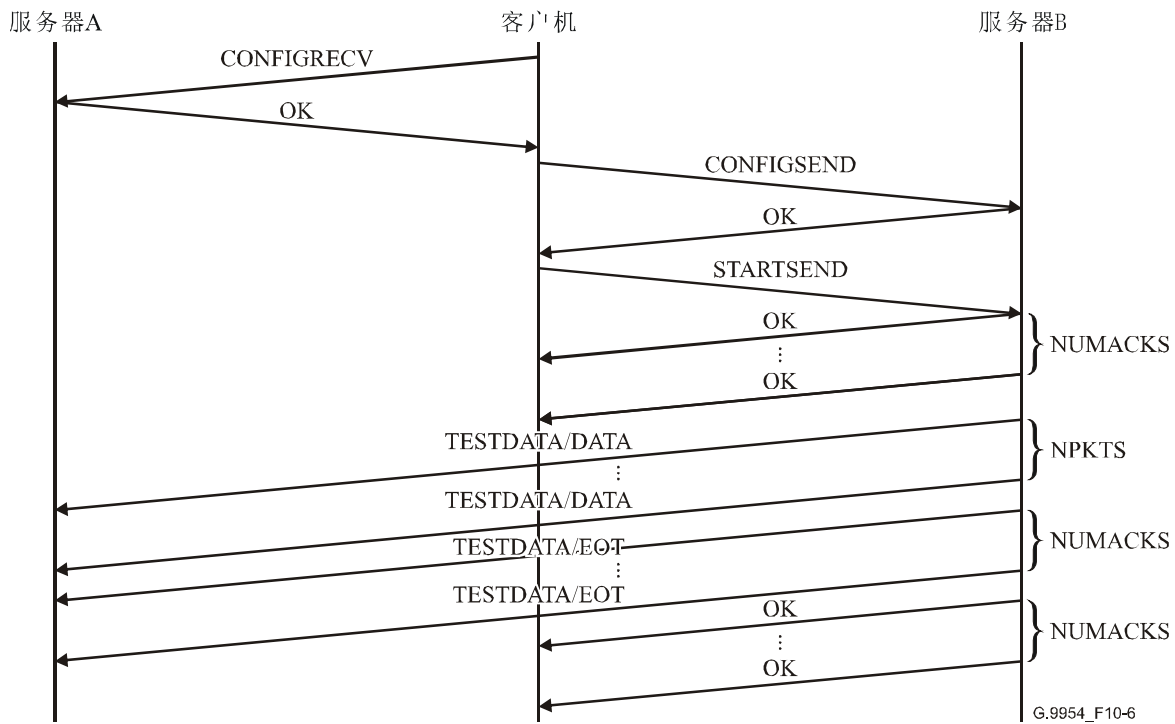 服务器A
客户机
服务器B
CONFIGRECV
OK
CONFIGSEND
OK
STARTSEND
OK
⋮
NUMACKS
OK
TESTDATA/DATA
NPKTS
⋮
TESTDATA/DATA
TESTDATA/EOT
NUMACKS
⋮
TESTDATA/EOT
OK
NUMACKS
⋮
OK
G.9954_F10-6